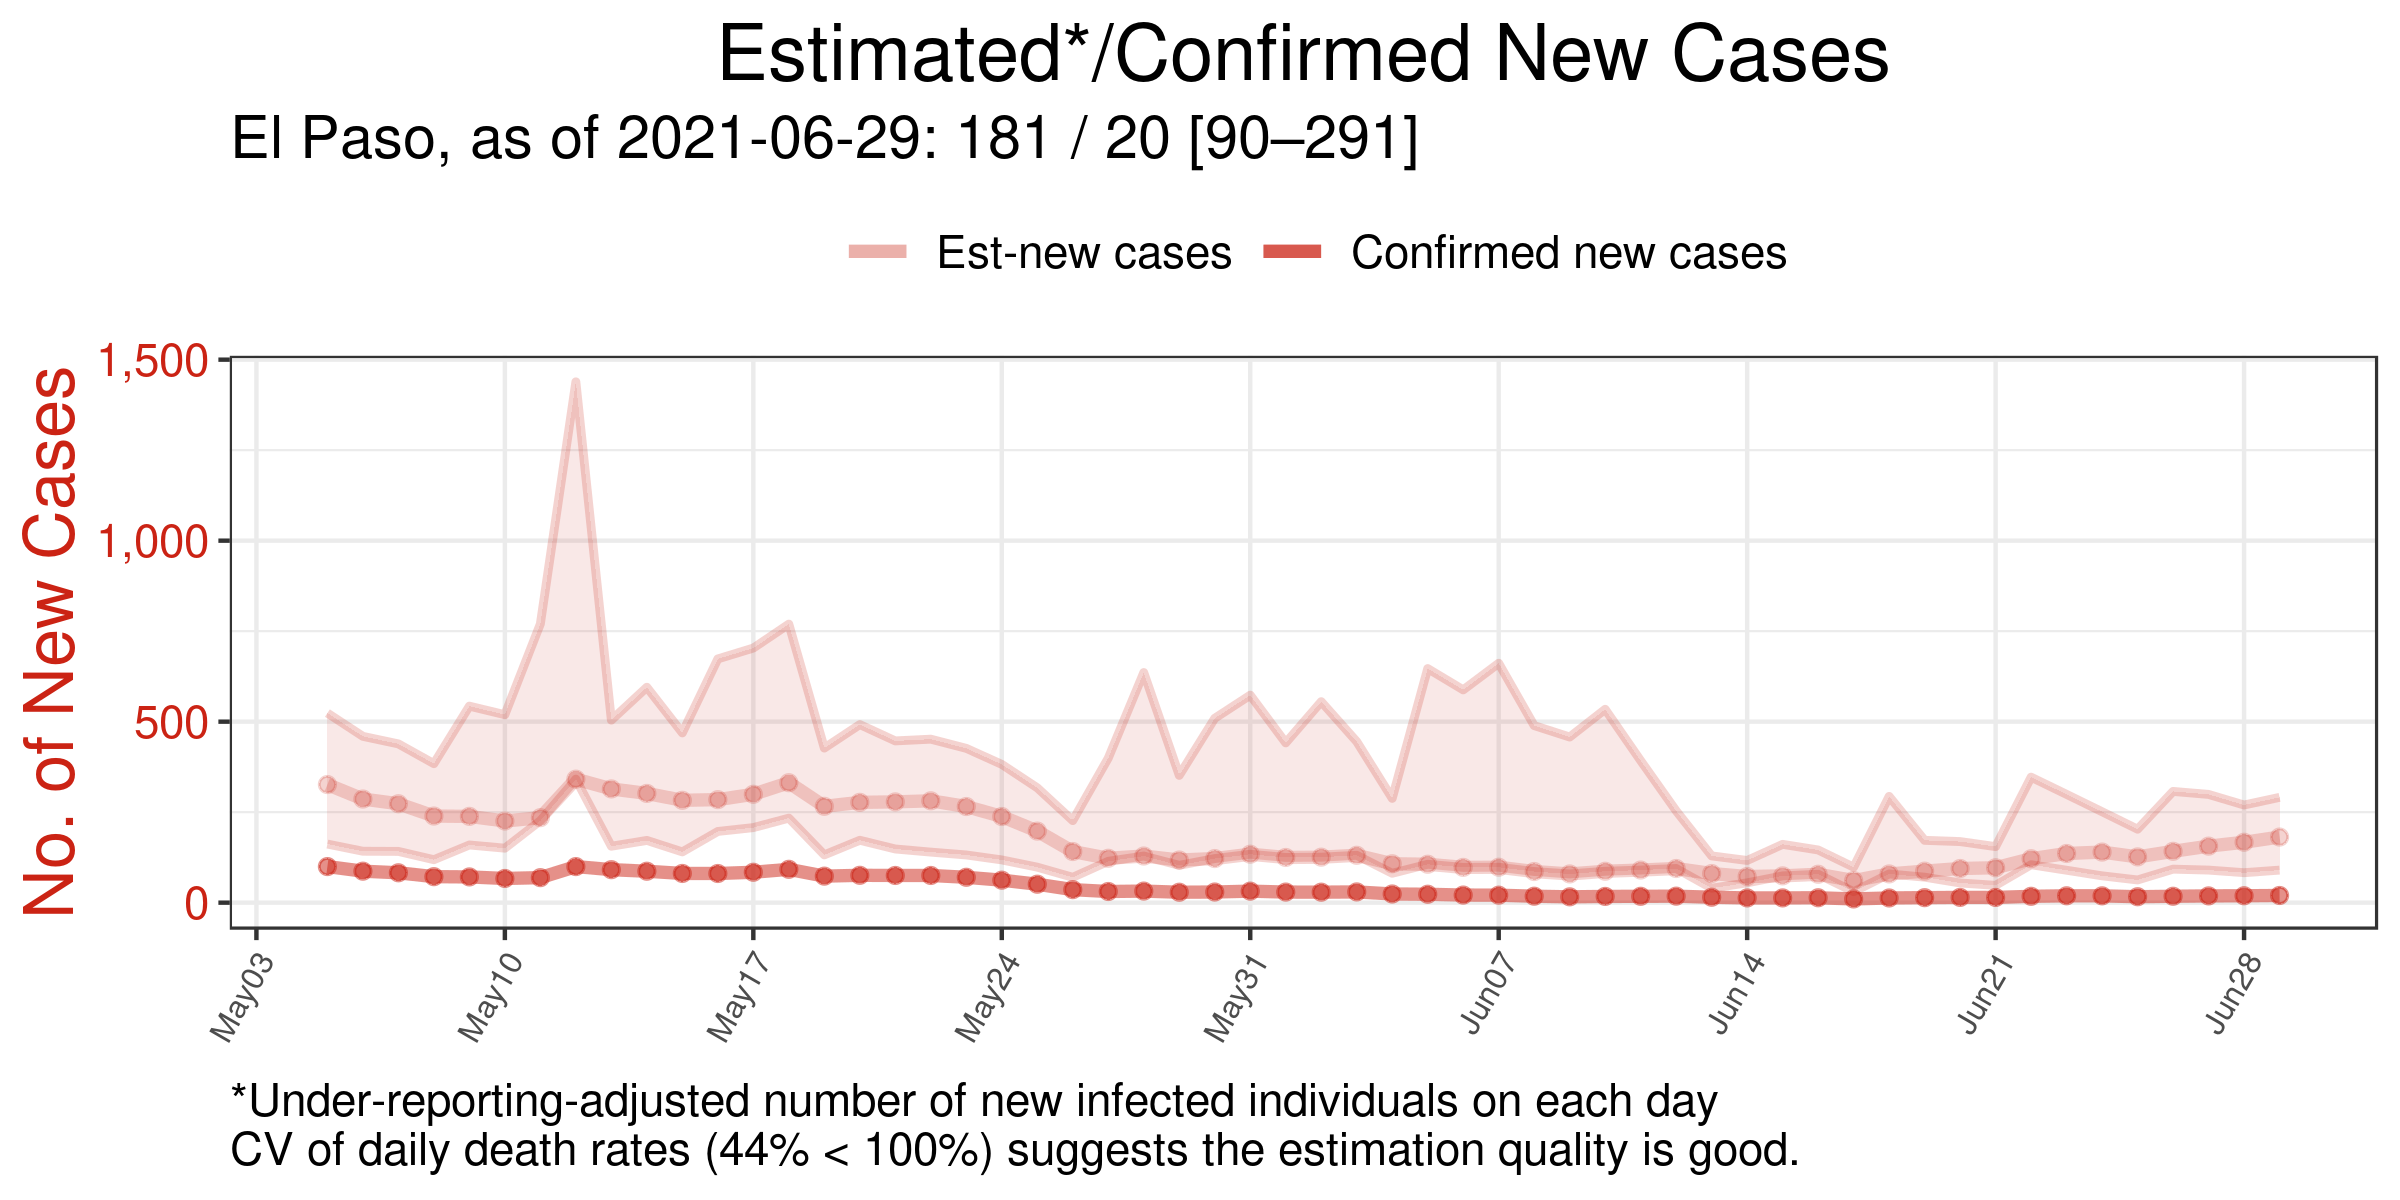 Estimated*/Confirmed New Cases
El Paso, as of 2021-06-29: 181 / 20 [90–291]
Est-new cases Confirmed new cases
No. of New Cases
1,500
1,000
500
0
May03 May10 May17 May24 May31 Jun07 Jun14 Jun21 Jun28
*Under-reporting-adjusted number of new infected individuals on each day
CV of daily death rates (44% < 100%) suggests the estimation quality is good.